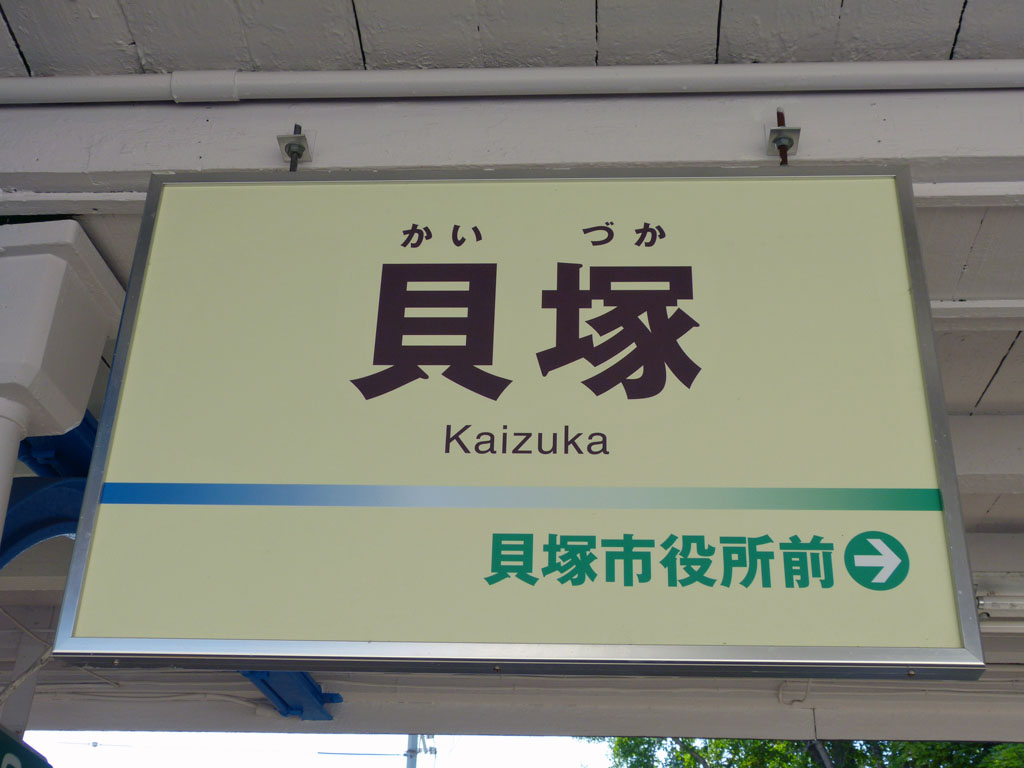 かい づか
貝塚
Kaizuka
貝塚市役所前